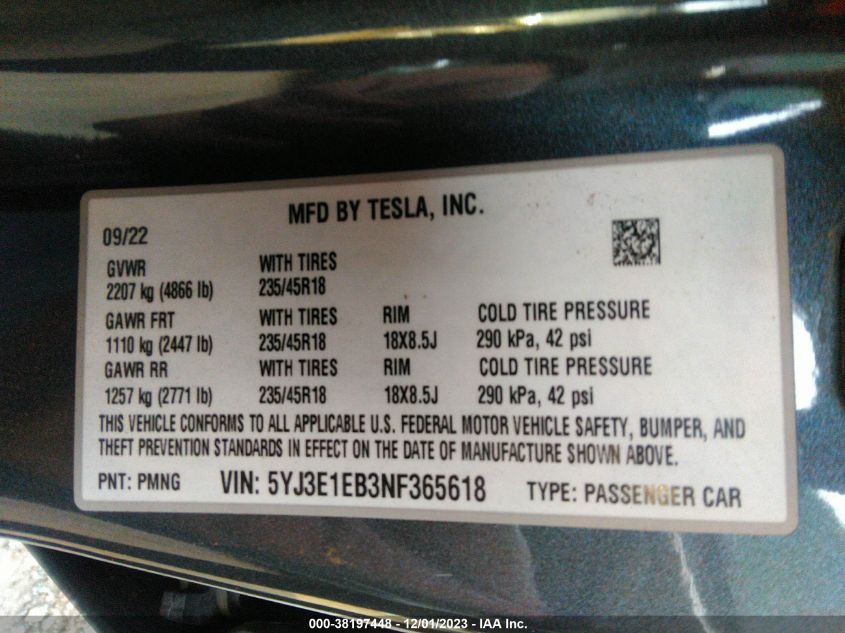 MFD BY TESLA, INC.
09/22
GVWR WITH TIRES
2207 kg (4866 lb) 235/45R18
GAWR FRT WITH TIRES RIM COLD TIRE PRESSURE
1110 kg (2447 lb) 235/45R18 18X8.5J 290 kPa, 42 psi
GAWR RR WITH TIRES RIM COLD TIRE PRESSURE
1257 kg (2771 lb) 235/45R18 18X8.5J 290 kPa, 42 psi
THIS VEHICLE CONFORMS TO ALL APPLICABLE U.S. FEDERAL MOTOR VEHICLE SAFETY, BUMPER, AND
THEFT PREVENTION STANDARDS IN EFFECT ON THE DATE OF MANUFACTURE SHOWN ABOVE.
PNT: PMNG VIN: 5YJ3E1EB3NF365618 TYPE: PASSENGER CAR
000-38197448 - 12/01/2023 - IAA Inc.